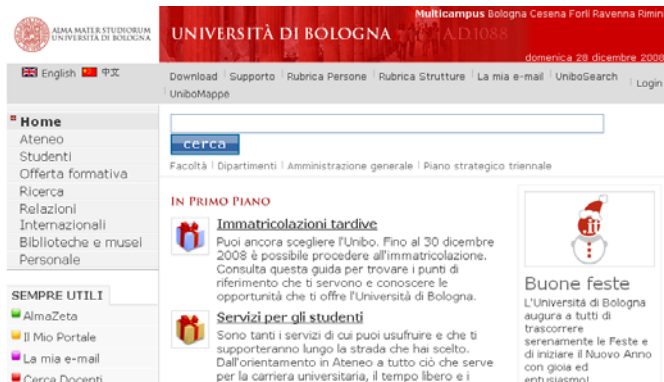 Multicampus Bologna Cesena Forlì Ravenna Rimini
ALMA MATER STUDIORUM
UNIVERSITÀ DI BOLOGNA
UNIVERSITÀ DI BOLOGNA
A.D.1088
domenica 28 dicembre 2008
English 中文
Download Supporto Rubrica Persone Rubrica Strutture La mia e-mail UniboSearch
UniboMappe
Login
Home
Ateneo
Studenti
Offerta formativa
Ricerca
Relazioni
Internazionali
Biblioteche e musei
Personale
SEMPRE UTILI
AlmaZeta
Il Mio Portale
La mia e-mail
Cerca Docenti
cerca
Facoltà Dipartimenti Amministrazione generale Piano strategico triennale
IN PRIMO PIANO
Immatricolazioni tardive
Puoi ancora scegliere l'Unibo. Fino al 30 dicembre
2008 è possibile procedere all'immatricolazione.
Consulta questa guida per trovare i punti di
riferimento che ti servono e conoscere le
opportunità che ti offre l'Università di Bologna.
Servizi per gli studenti
Sono tanti i servizi di cui puoi usufruire e che ti
supporteranno lungo la strada che hai scelto.
Dall'orientamento in Ateneo a tutto ciò che serve
per la carriera universitaria, il tempo libero e i
.it
Buone feste
L'Università di Bologna
augura a tutti di
trascorrere
serenamente le Feste e
di iniziare il Nuovo Anno
con gioia ed
entusiasmo!